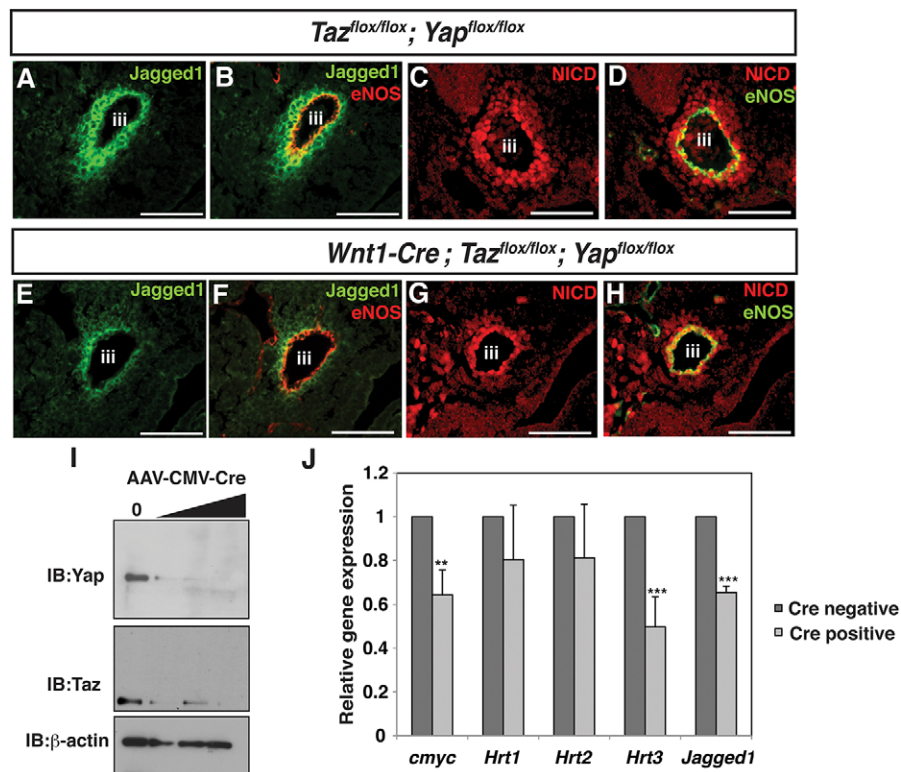 Taz flox/flox ; Yap flox/flox
A Jagged1
iii
B Jagged1
eNOS
iii
C NICD
iii
D NICD
eNOS
iii
Wnt1-Cre ; Taz flox/flox ; Yap flox/flox
E Jagged1
iii
F Jagged1
eNOS
iii
G NICD
iii
H NICD
eNOS
iii
I
AAV-CMV-Cre
0
IB:Yap
IB:Taz
IB:β-actin
J
Relative gene expression
1.2
1
0.8
0.6
0.4
0.2
0
**
***
***
cmyc Hrt1 Hrt2 Hrt3 Jagged1
Cre negative
Cre positive